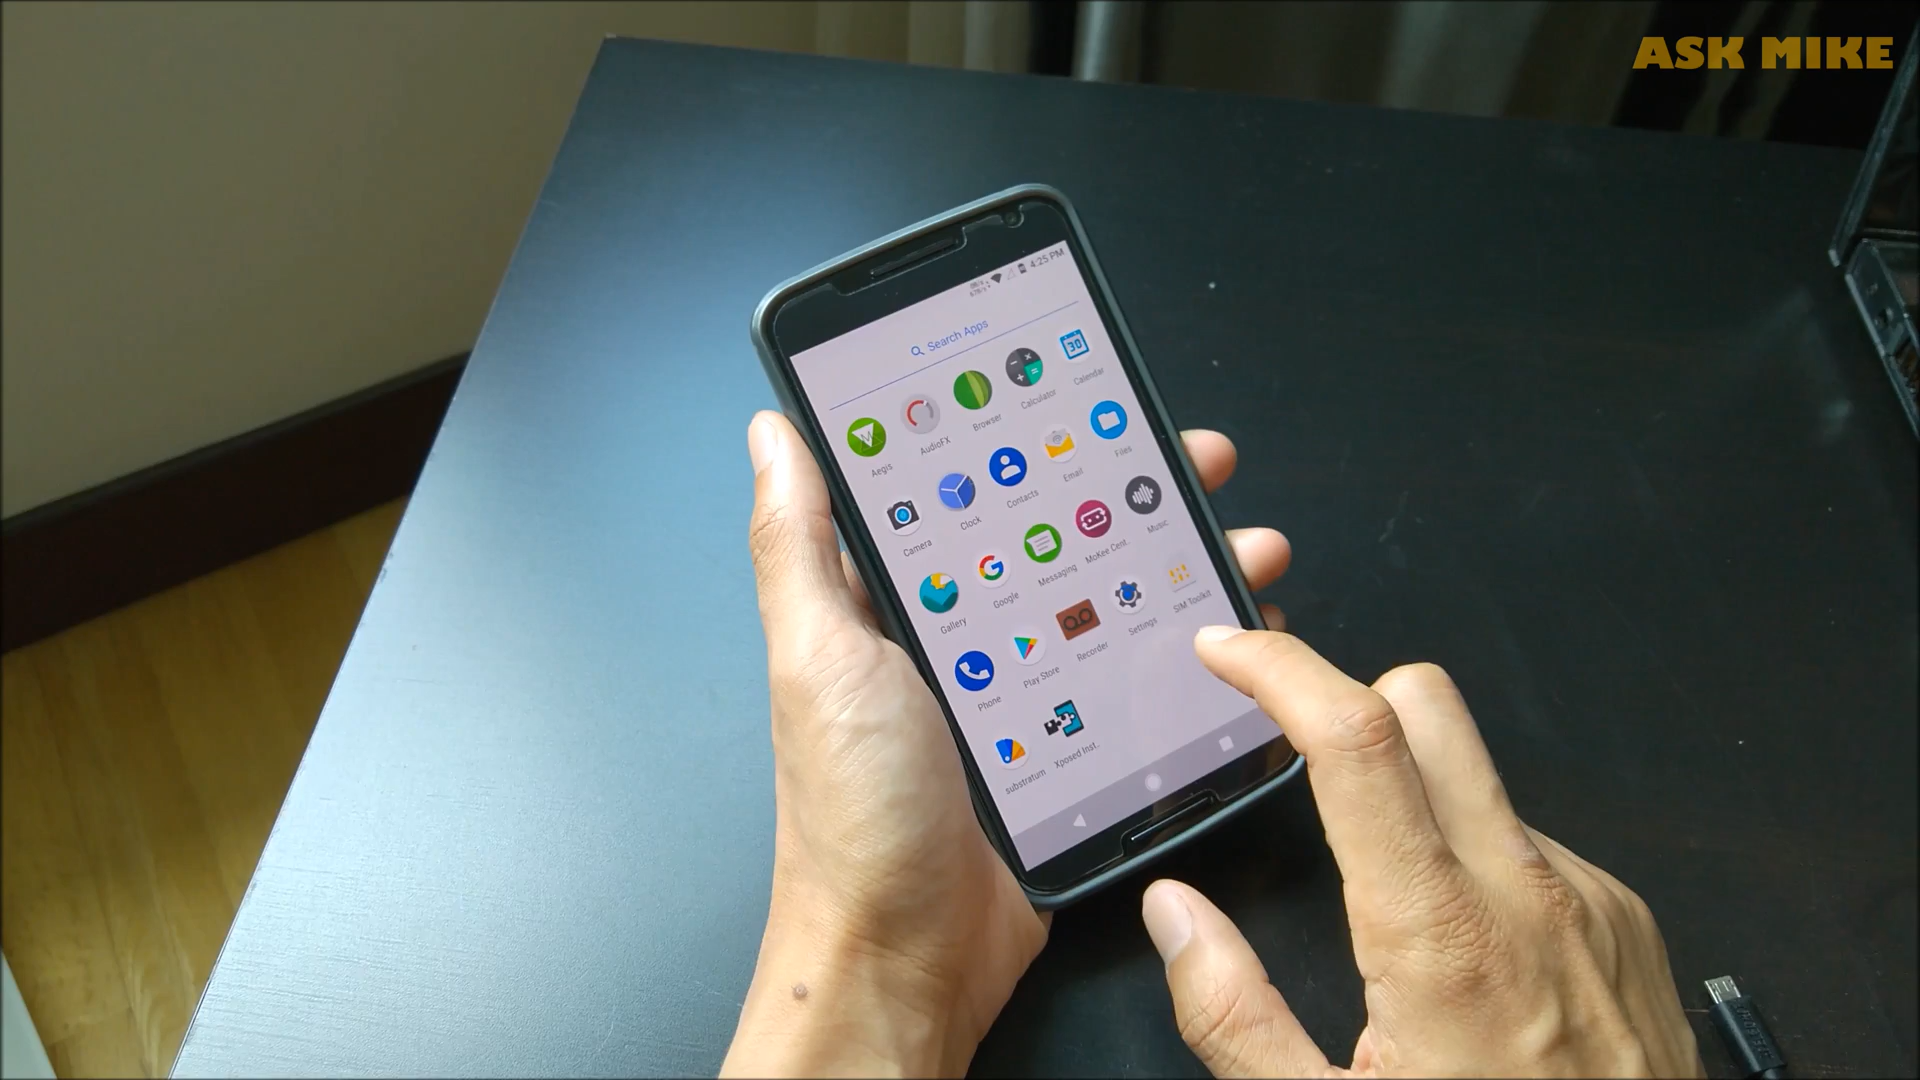 ASK MIKE
4:25 PM
Search Apps
Aegis
AudioFX
Browser
Calculator
30
Calendar
Camera
Clock
Contacts
Email
Files
Gallery
Google
Messaging
MoKee Cent..
Music
Phone
Play Store
Recorder
Settings
SIM Toolkit
substratum
Xposed Inst..